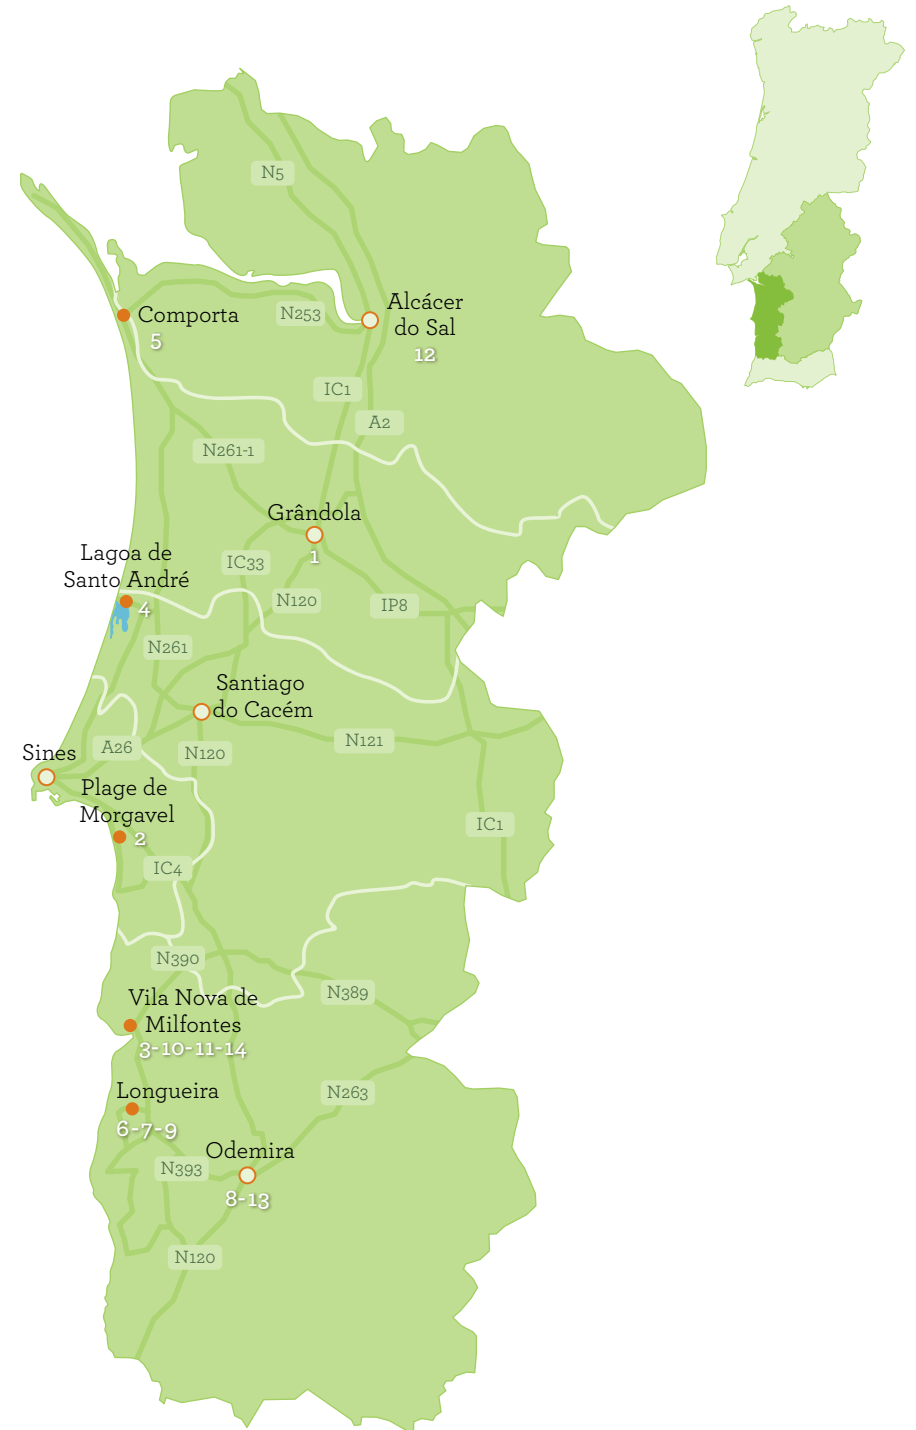 N5
Alcácer
do Sal
12
Comporta
5
N253
IC1
A2
N261-1
Grândola
1
Lagoa de
Santo André
4
IC33
N120
IP8
N261
Santiago
do Cacém
Sines
A26
N120
N121
Plage de
Morgavel
2
IC1
IC4
N390
N389
Vila Nova de
Milfontes
3-10-11-14
Longueira
6-7-9
N263
Odemira
8-13
N393
N120